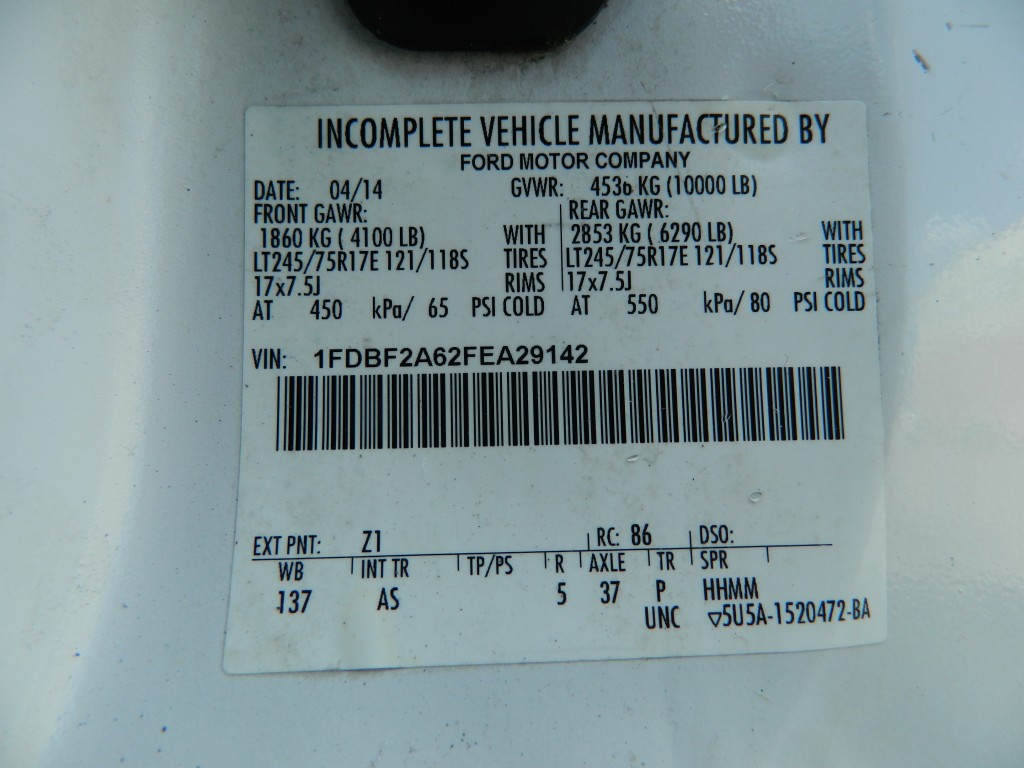 INCOMPLETE VEHICLE MANUFACTURED BY
FORD MOTOR COMPANY
DATE: 04/14 GVWR: 4536 KG (10000 LB)
FRONT GAWR: REAR GAWR:
1860 KG ( 4100 LB) WITH 2853 KG ( 6290 LB) WITH
LT245/75R17E 121/118S TIRES LT245/75R17E 121/118S TIRES
17x7.5J RIMS 17x7.5J RIMS
AT 450 kPa/ 65 PSI COLD AT 550 kPa/ 80 PSI COLD
VIN: 1FDBF2A62FEA29142
EXT PNT: Z1 RC: 86 DSO:
WB INT TR TP/PS R AXLE TR SPR
137 AS 5 37 P HHMM
UNC ▽5U5A-1520472-BA